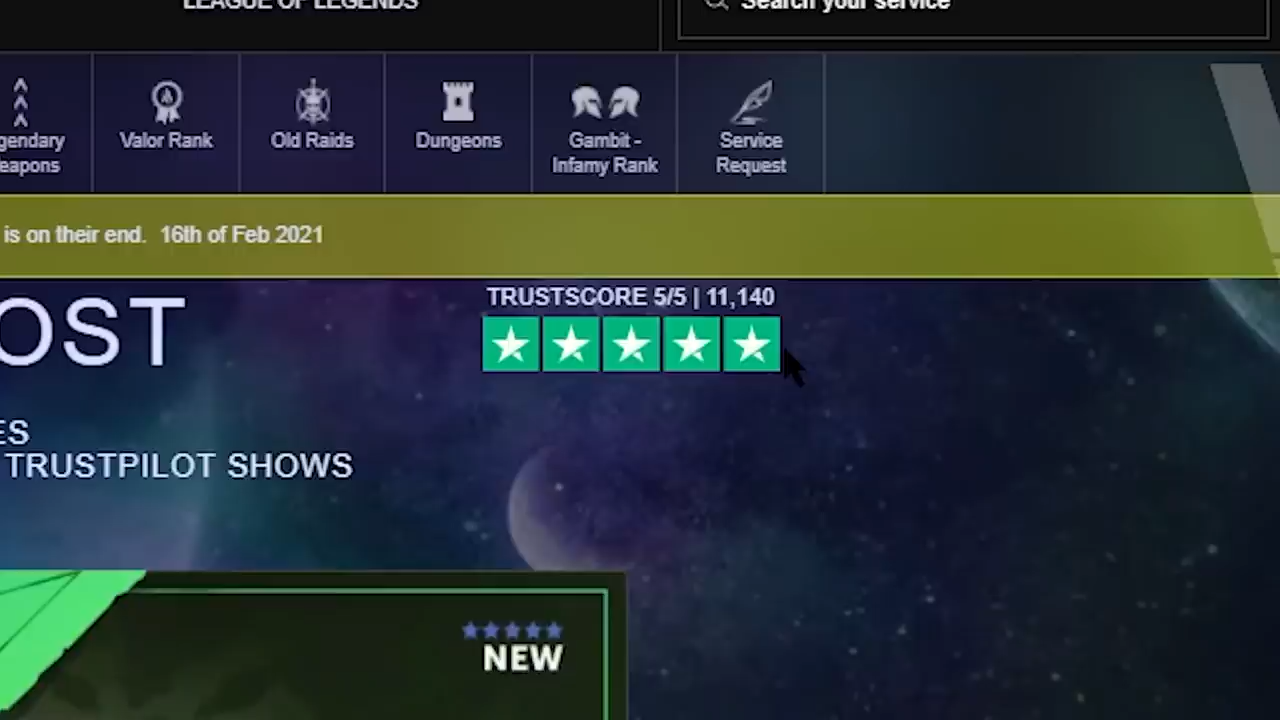 LEAGUE OF LEGENDS
Search your service
gendary
eapons
Valor Rank
Old Raids
Dungeons
Gambit -
Infamy Rank
Service
Request
is on their end. 16th of Feb 2021
OST
TRUSTSCORE 5/5 | 11,140
ES
TRUSTPILOT SHOWS
NEW